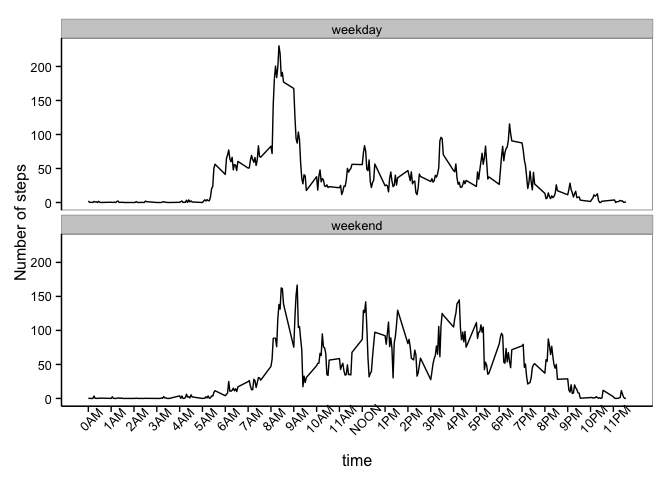 weekday
Number of steps
200
150
100
50
0
weekend
200
150
100
50
0
0AM 1AM 2AM 3AM 4AM 5AM 6AM 7AM 8AM 9AM 10AM 11AM NOON 1PM 2PM 3PM 4PM 5PM 6PM 7PM 8PM 9PM 10PM 11PM
time